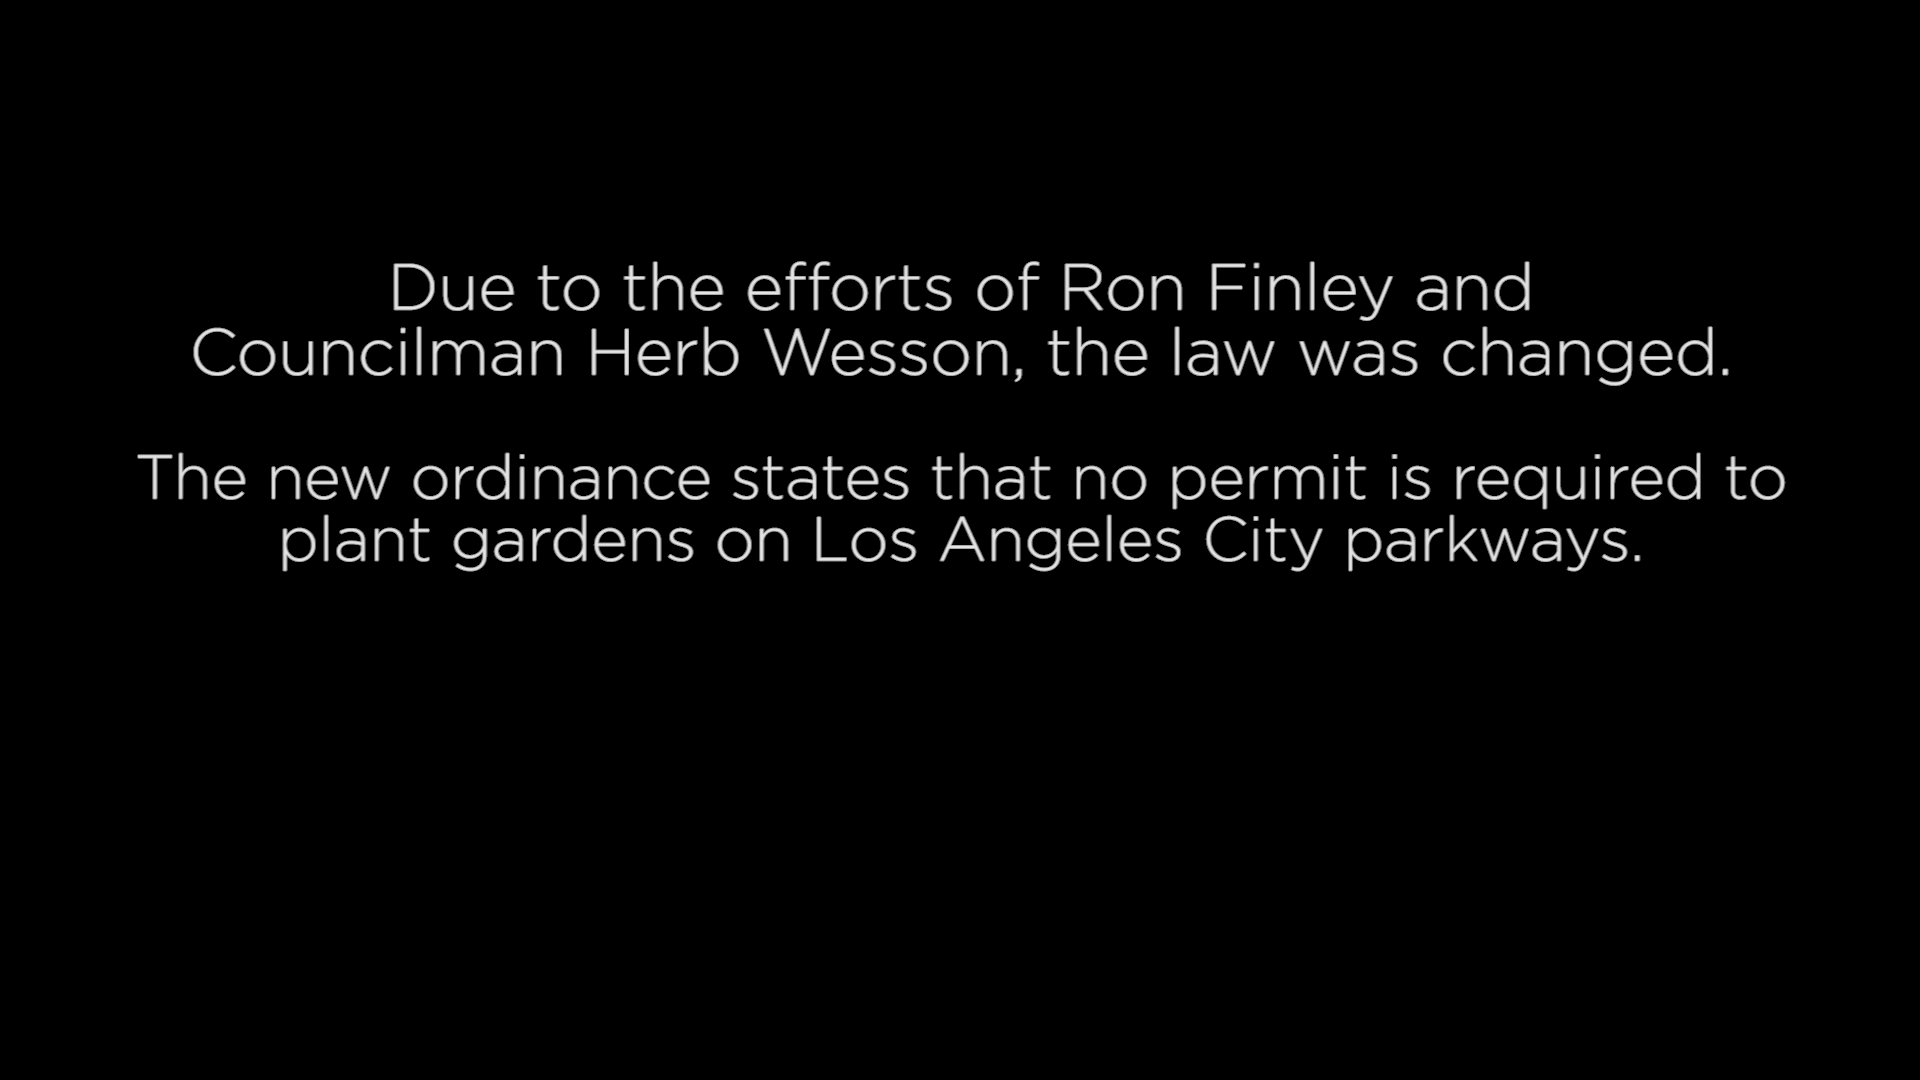 Due to the efforts of Ron Finley and
Councilman Herb Wesson, the law was changed.
The new ordinance states that no permit is required to
plant gardens on Los Angeles City parkways.